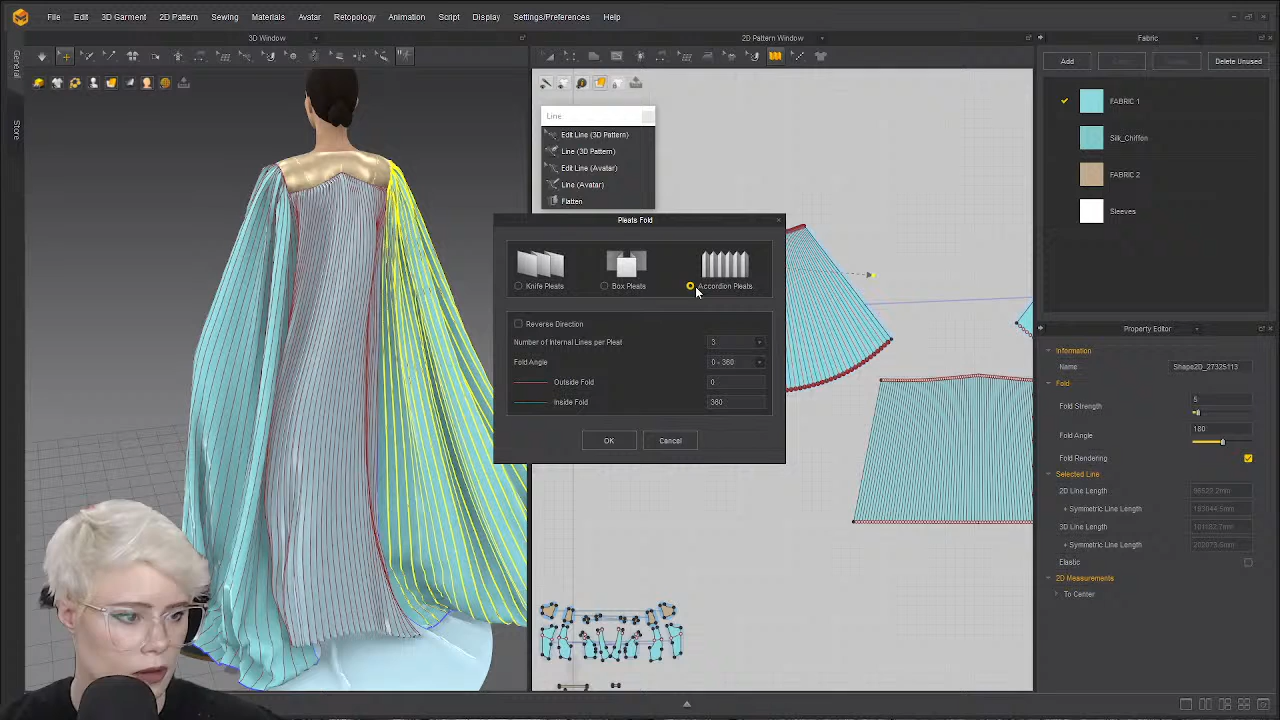 File Edit 3D Garment 2D Pattern Sewing Materials Avatar Retopology Animation Script Display Settings/Preferences Help
General
Store
3D Window
2D Pattern Window
Line
Edit Line (3D Pattern)
Line (3D Pattern)
Edit Line (Avatar)
Line (Avatar)
Flatten
Pleats Fold
Knife Pleats Box Pleats Accordion Pleats
Reverse Direction
Number of Internal Lines per Pleat 3
Fold Angle 0 - 360
Outside Fold 0
Inside Fold 360
OK Cancel
Fabric
Add Delete Unused
FABRIC 1
Silk_Chiffon
FABRIC 2
Sleeves
Property Editor
Information
Name Shape2D_27325113
Fold
Fold Strength 5
Fold Angle 180
Fold Rendering
Selected Line
2D Line Length
+ Symmetric Line Length
3D Line Length
+ Symmetric Line Length
Elastic
2D Measurements
To Center